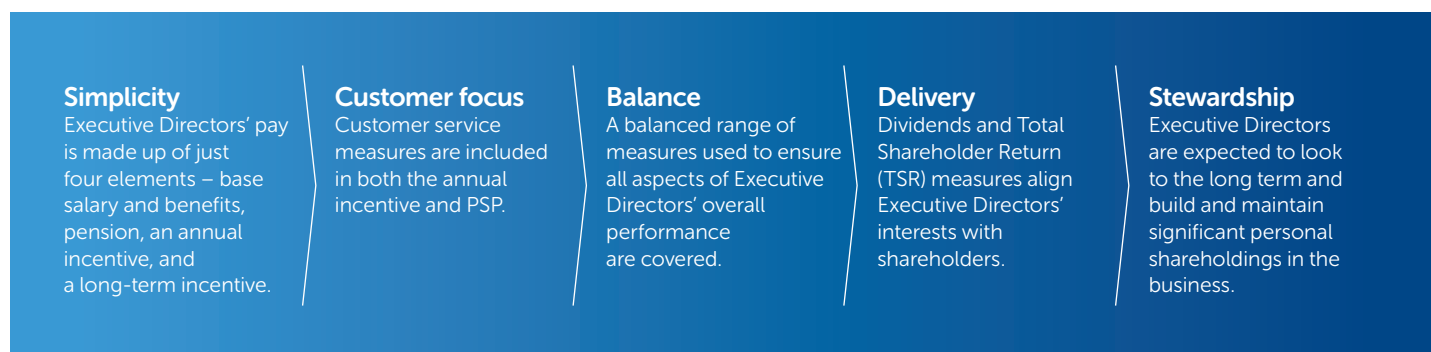 Simplicity
Executive Directors’ pay
is made up of just
four elements – base
salary and benefits,
pension, an annual
incentive, and
a long-term incentive.
Customer focus
Customer service
measures are included
in both the annual
incentive and PSP.
Balance
A balanced range of
measures used to ensure
all aspects of Executive
Directors’ overall
performance
are covered.
Delivery
Dividends and Total
Shareholder Return
(TSR) measures align
Executive Directors’
interests with
shareholders.
Stewardship
Executive Directors
are expected to look
to the long term and
build and maintain
significant personal
shareholdings in the
business.